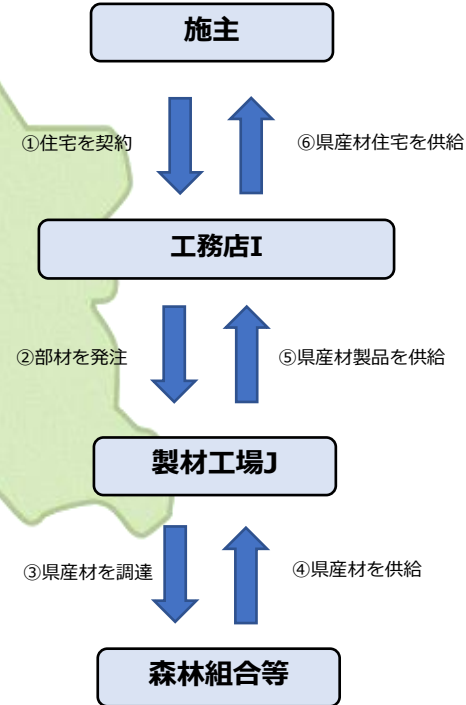 施主
①住宅を契約
⑥県産材住宅を供給
工務店I
②部材を発注
⑤県産材製品を供給
製材工場J
③県産材を調達
④県産材を供給
森林組合等